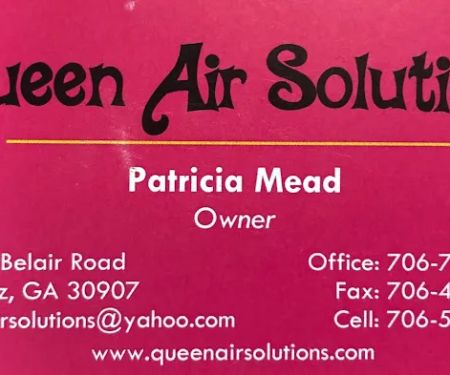 ueen Air Soluti
Patricia Mead
Owner
Belair Road
z, GA 30907
rsolutions@yahoo.com
Office: 706-7
Fax: 706-4
Cell: 706-5
www.queenairsolutions.com